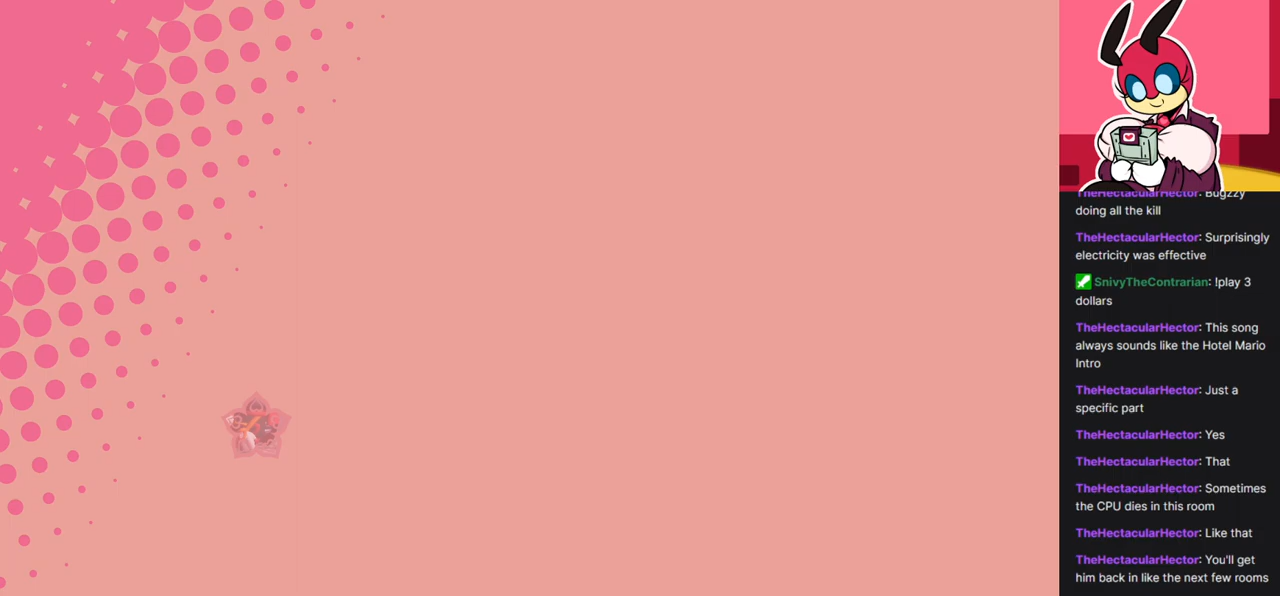 TheHectacularHector: Bugzzy
doing all the kill
TheHectacularHector: Surprisingly
electricity was effective
SnivyTheContrarian: !play 3
dollars
TheHectacularHector: This song
always sounds like the Hotel Mario
Intro
TheHectacularHector: Just a
specific part
TheHectacularHector: Yes
TheHectacularHector: That
TheHectacularHector: Sometimes
the CPU dies in this room
TheHectacularHector: Like that
TheHectacularHector: You'll get
him back in like the next few rooms